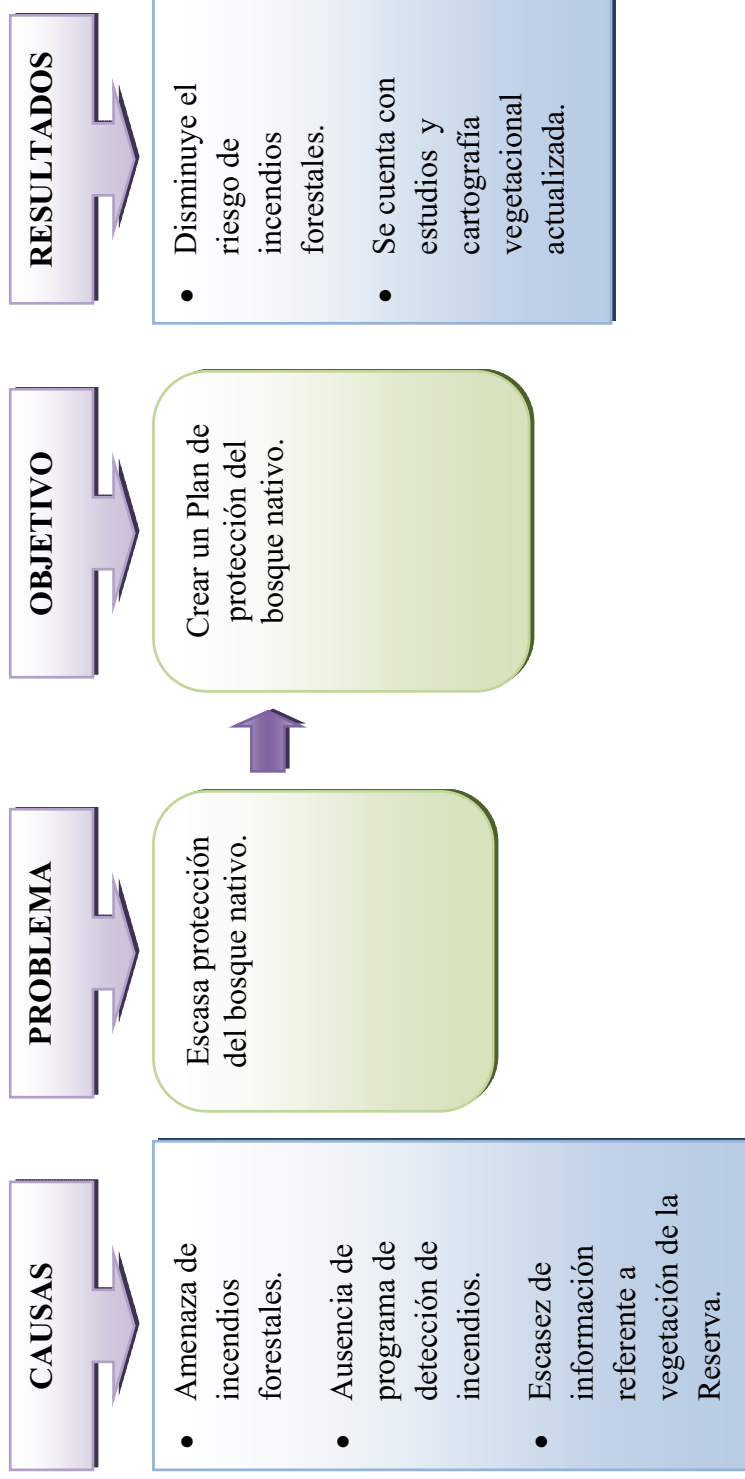 CAUSAS
• Amenaza de
incendios
forestales.
• Ausencia de
programa de
detección de
incendios.
• Escasez de
información
referente a
vegetación de la
Reserva.
PROBLEMA
Escasa protección
del bosque nativo.
OBJETIVO
Crear un Plan de
protección del
bosque nativo.
RESULTADOS
• Disminuye el
riesgo de
incendios
forestales.
• Se cuenta con
estudios y
cartografía
vegetacional
actualizada.